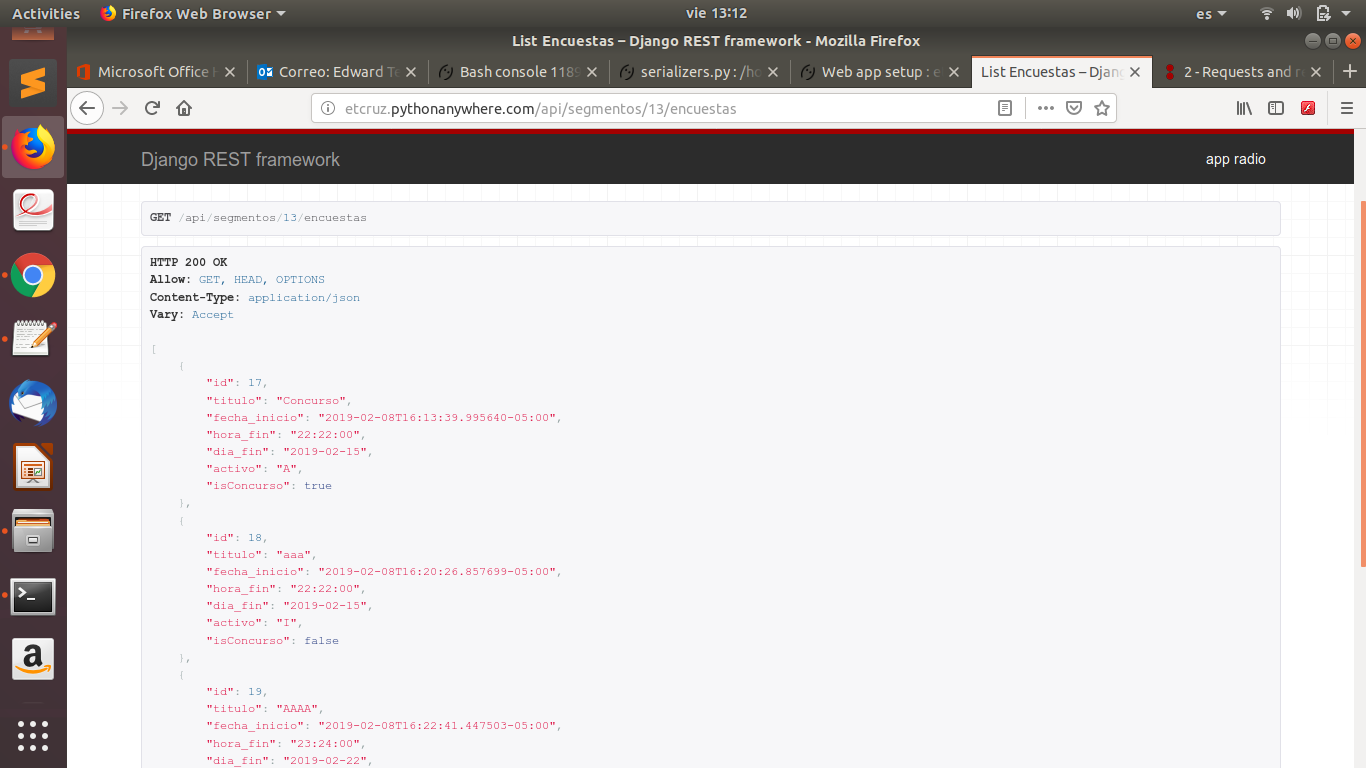 Activities Firefox Web Browser vie 13:12 es
List Encuestas – Django REST framework - Mozilla Firefox
Microsoft Office Correo: Edward Te Bash console 1189 serializers.py : /ho Web app setup : e List Encuestas – Djan 2 - Requests and re
etcruz.pythonanywhere.com/api/segmentos/13/encuestas
Django REST framework app radio
GET /api/segmentos/13/encuestas
HTTP 200 OK
Allow: GET, HEAD, OPTIONS
Content-Type: application/json
Vary: Accept
[
{
"id": 17,
"titulo": "Concurso",
"fecha_inicio": "2019-02-08T16:13:39.995640-05:00",
"hora_fin": "22:22:00",
"dia_fin": "2019-02-15",
"activo": "A",
"isConcurso": true
},
{
"id": 18,
"titulo": "aaa",
"fecha_inicio": "2019-02-08T16:20:26.857699-05:00",
"hora_fin": "22:22:00",
"dia_fin": "2019-02-15",
"activo": "I",
"isConcurso": false
},
{
"id": 19,
"titulo": "AAAA",
"fecha_inicio": "2019-02-08T16:22:41.447503-05:00",
"hora_fin": "23:24:00",
"dia_fin": "2019-02-22",